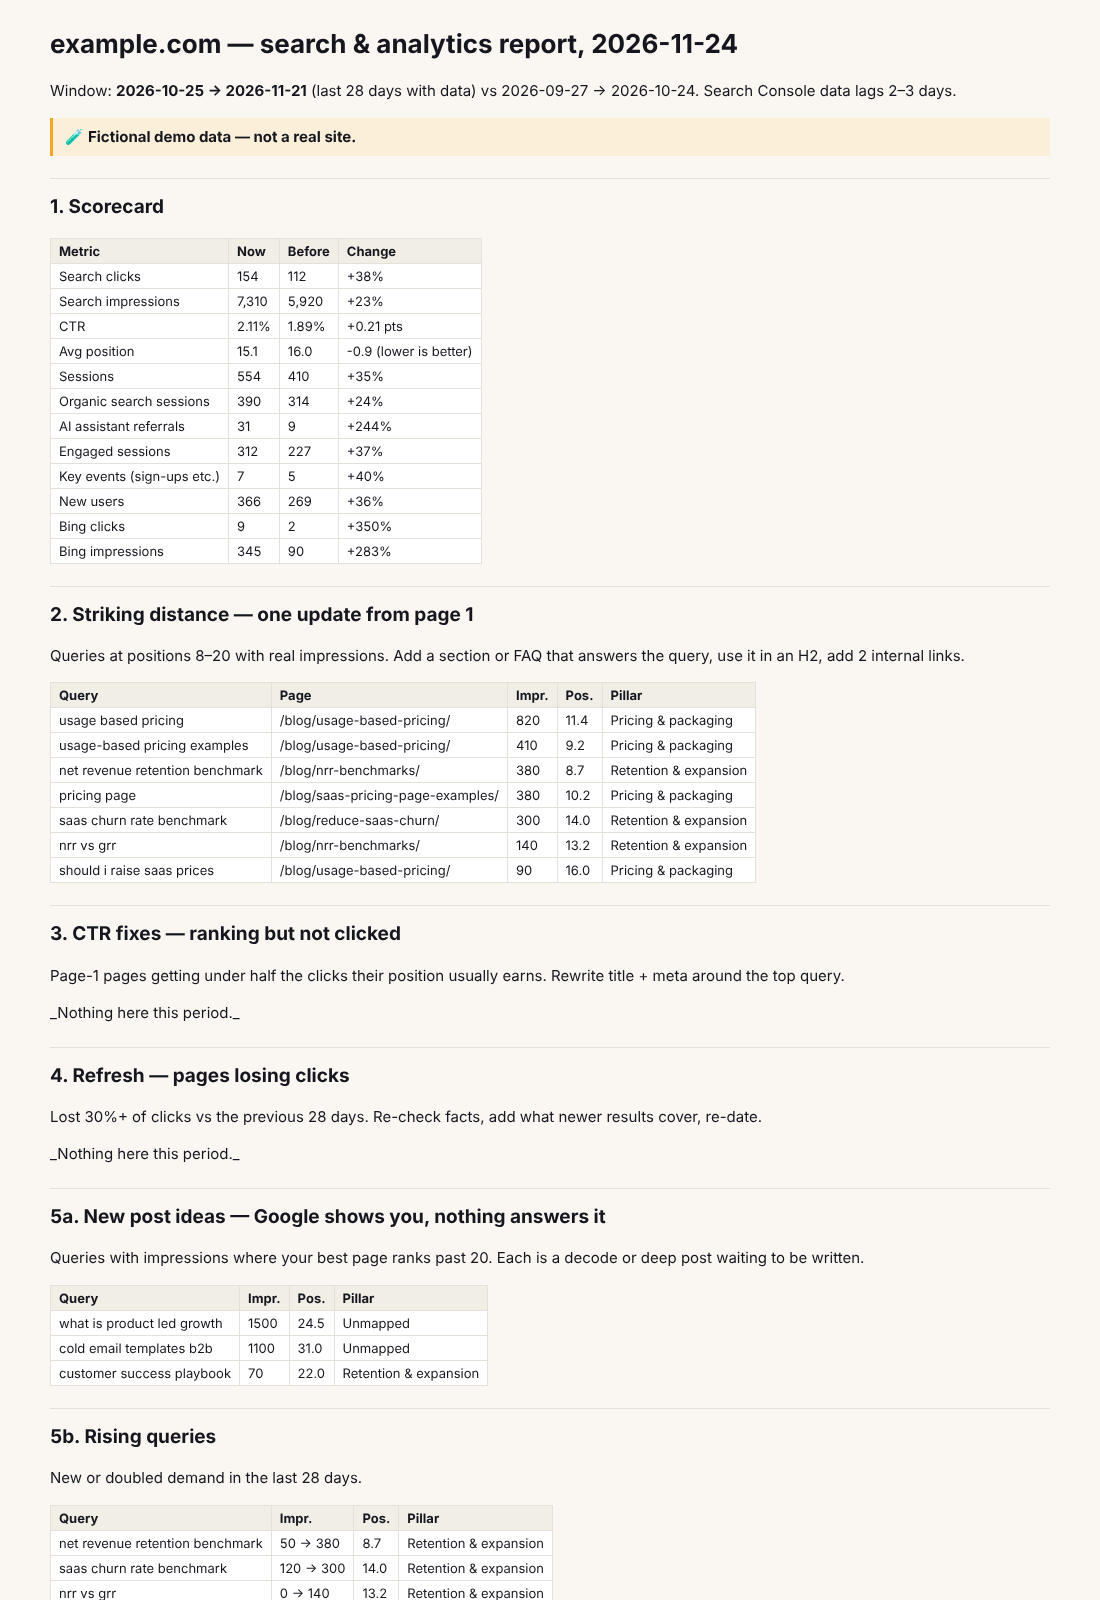 example.com — search & analytics report, 2026-11-24
Window: 2026-10-25 → 2026-11-21 (last 28 days with data) vs 2026-09-27 → 2026-10-24. Search Console data lags 2–3 days.
🧪 Fictional demo data — not a real site.
1. Scorecard
Metric Now Before Change
Search clicks 154 112 +38%
Search impressions 7,310 5,920 +23%
CTR 2.11% 1.89% +0.21 pts
Avg position 15.1 16.0 -0.9 (lower is better)
Sessions 554 410 +35%
Organic search sessions 390 314 +24%
AI assistant referrals 31 9 +244%
Engaged sessions 312 227 +37%
Key events (sign-ups etc.) 7 5 +40%
New users 366 269 +36%
Bing clicks 9 2 +350%
Bing impressions 345 90 +283%
2. Striking distance — one update from page 1
Queries at positions 8–20 with real impressions. Add a section or FAQ that answers the query, use it in an H2, add 2 internal links.
Query Page Impr. Pos. Pillar
usage based pricing /blog/usage-based-pricing/ 820 11.4 Pricing & packaging
usage-based pricing examples /blog/usage-based-pricing/ 410 9.2 Pricing & packaging
net revenue retention benchmark /blog/nrr-benchmarks/ 380 8.7 Retention & expansion
pricing page /blog/saas-pricing-page-examples/ 380 10.2 Pricing & packaging
saas churn rate benchmark /blog/reduce-saas-churn/ 300 14.0 Retention & expansion
nrr vs grr /blog/nrr-benchmarks/ 140 13.2 Retention & expansion
should i raise saas prices /blog/usage-based-pricing/ 90 16.0 Pricing & packaging
3. CTR fixes — ranking but not clicked
Page-1 pages getting under half the clicks their position usually earns. Rewrite title + meta around the top query.
_Nothing here this period._
4. Refresh — pages losing clicks
Lost 30%+ of clicks vs the previous 28 days. Re-check facts, add what newer results cover, re-date.
_Nothing here this period._
5a. New post ideas — Google shows you, nothing answers it
Queries with impressions where your best page ranks past 20. Each is a decode or deep post waiting to be written.
Query Impr. Pos. Pillar
what is product led growth 1500 24.5 Unmapped
cold email templates b2b 1100 31.0 Unmapped
customer success playbook 70 22.0 Retention & expansion
5b. Rising queries
New or doubled demand in the last 28 days.
Query Impr. Pos. Pillar
net revenue retention benchmark 50 → 380 8.7 Retention & expansion
saas churn rate benchmark 120 → 300 14.0 Retention & expansion
nrr vs grr 0 → 140 13.2 Retention & expansion